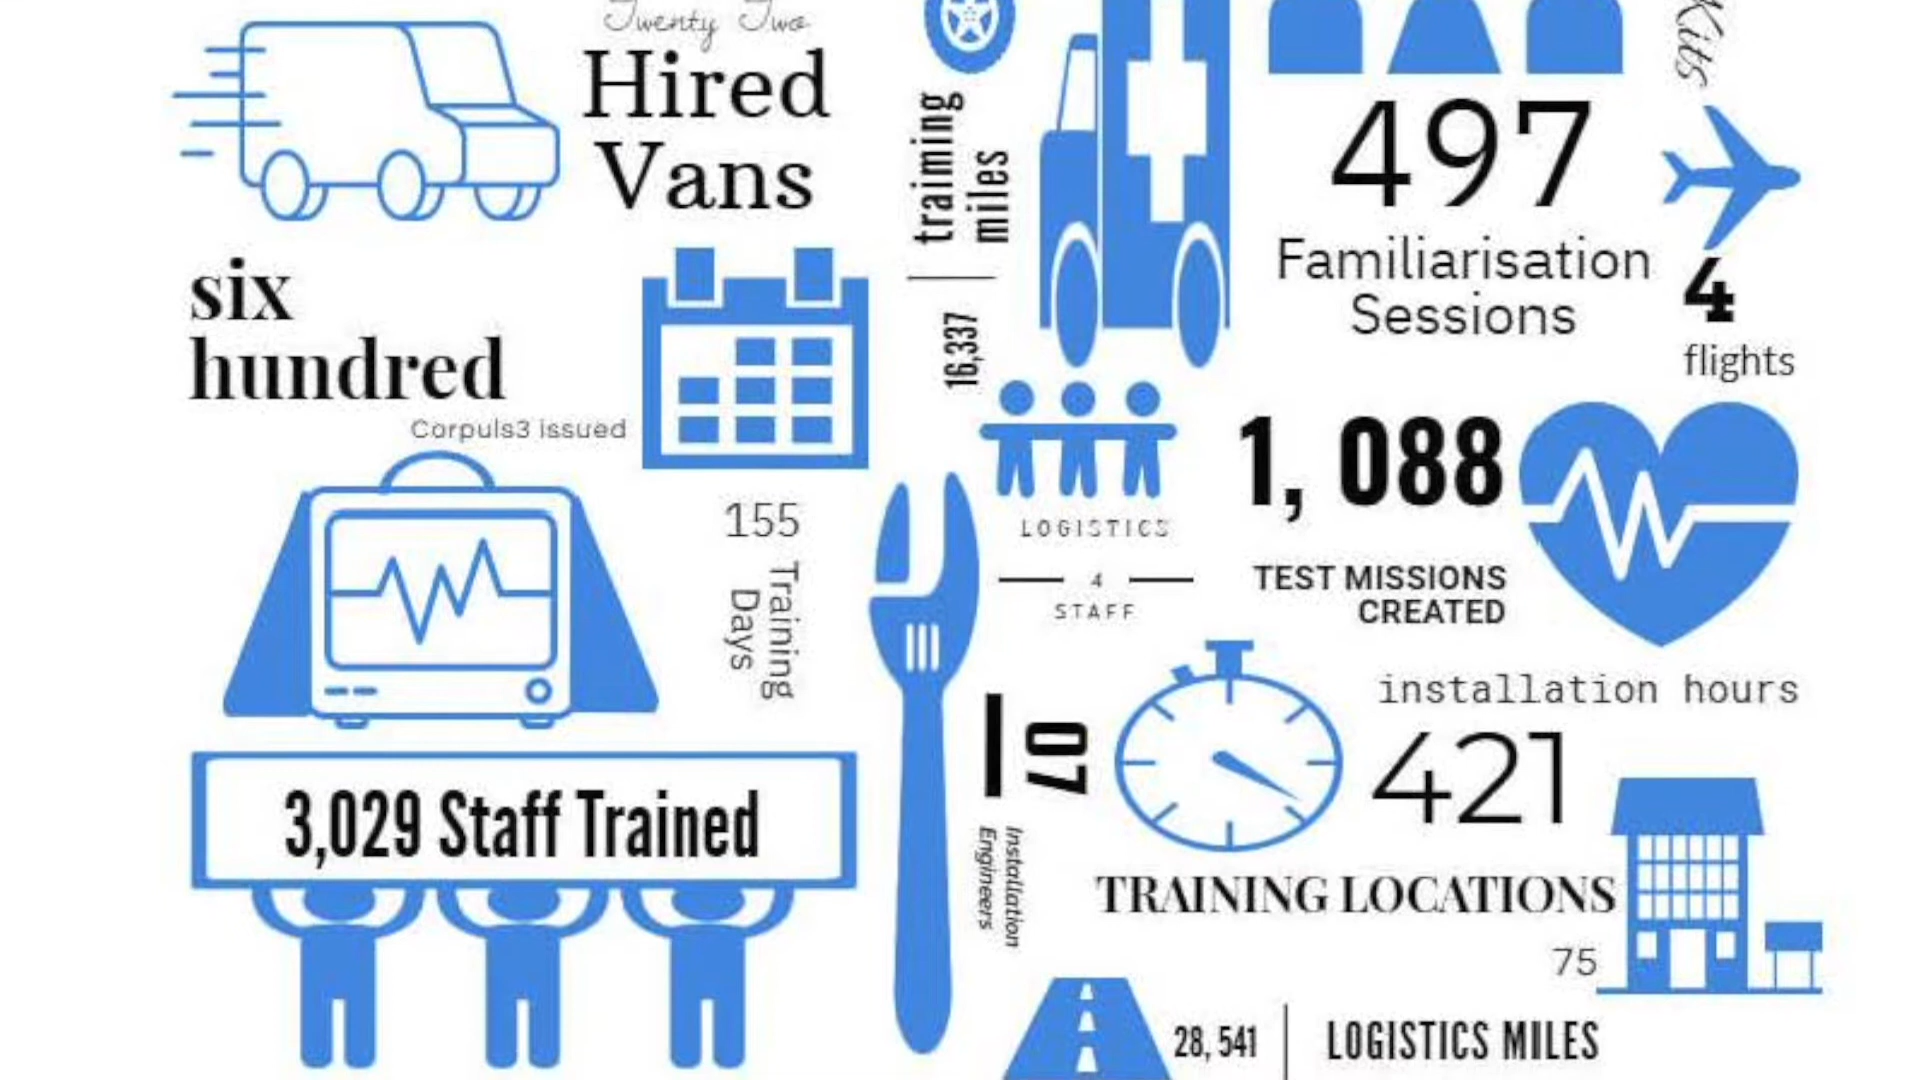 Twenty Two
Hired
Vans
training
miles
16,337
497
Familiarisation
Sessions
Kits
4
flights
six
hundred
Corpuls3 issued
155
Training
Days
LOGISTICS
4
STAFF
1, 088
TEST MISSIONS
CREATED
installation hours
421
07
Installation
Engineers
3,029 Staff Trained
TRAINING LOCATIONS
75
28, 541
LOGISTICS MILES